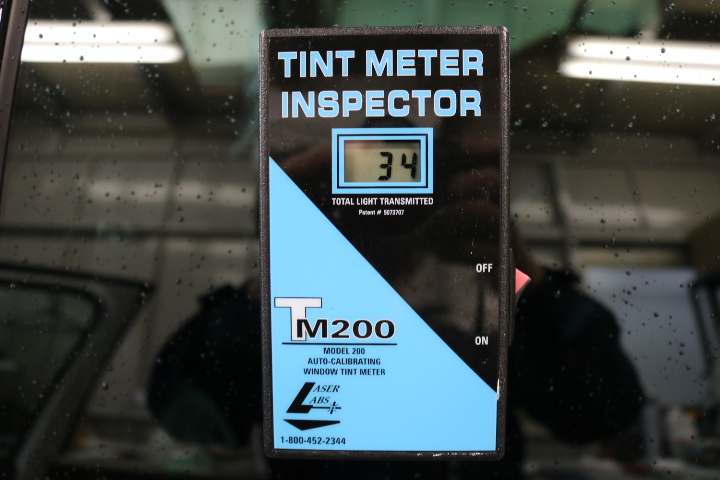 TINT METER
INSPECTOR
34
TOTAL LIGHT TRANSMITTED
Patent # 5073707
OFF
ON
TM200
MODEL 200
AUTO-CALIBRATING
WINDOW TINT METER
LASER
LABS
1-800-452-2344